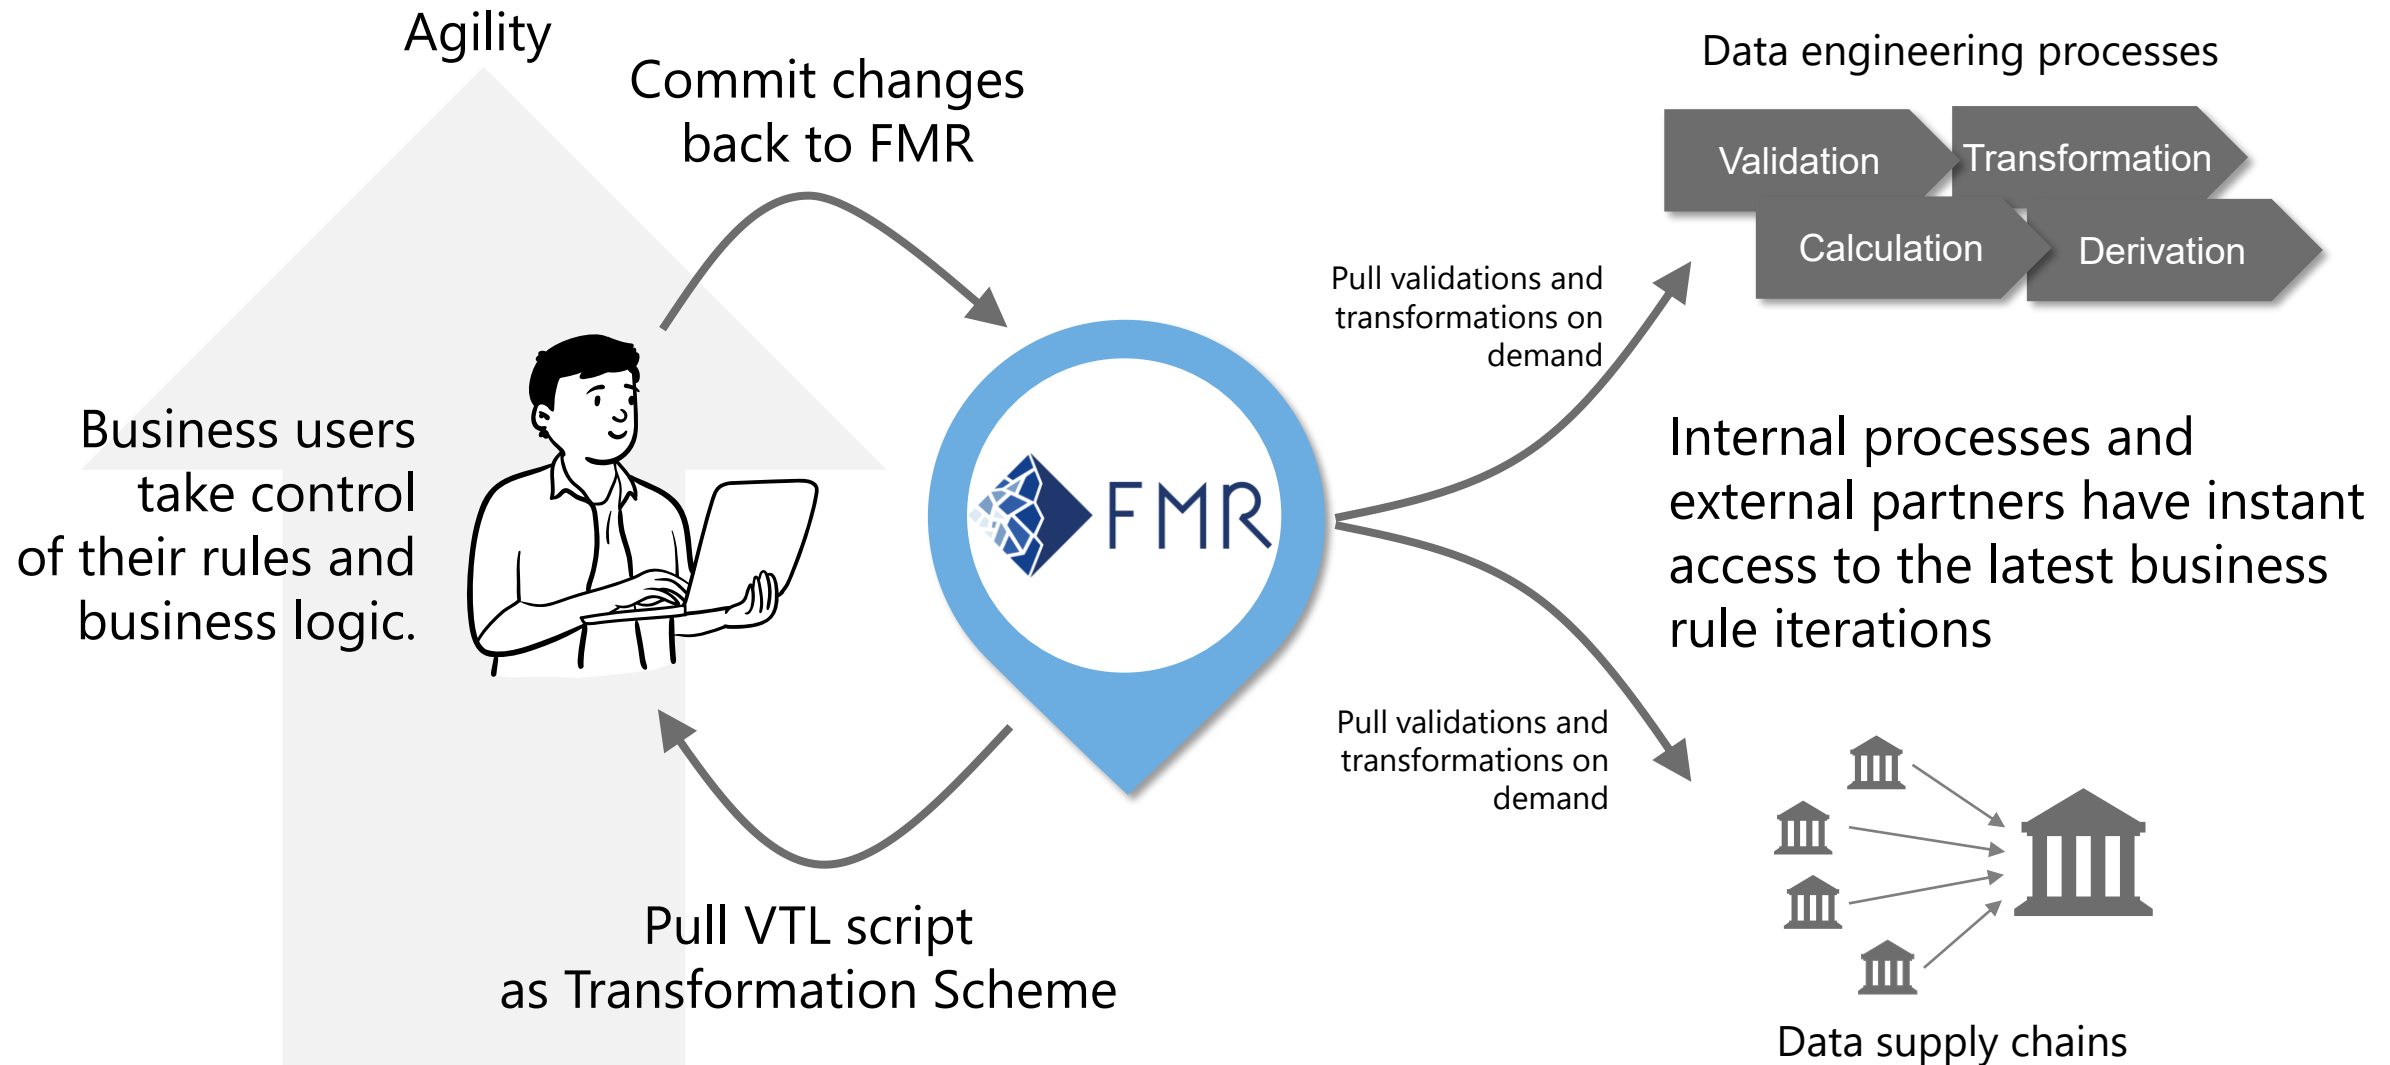 Agility
Commit changes
back to FMR
Business users
take control
of their rules and
business logic.
FMR
Pull VTL script
as Transformation Scheme
Pull validations and
transformations on
demand
Data engineering processes
Validation
Transformation
Calculation
Derivation
Internal processes and
external partners have instant
access to the latest business
rule iterations
Pull validations and
transformations on
demand
Data supply chains